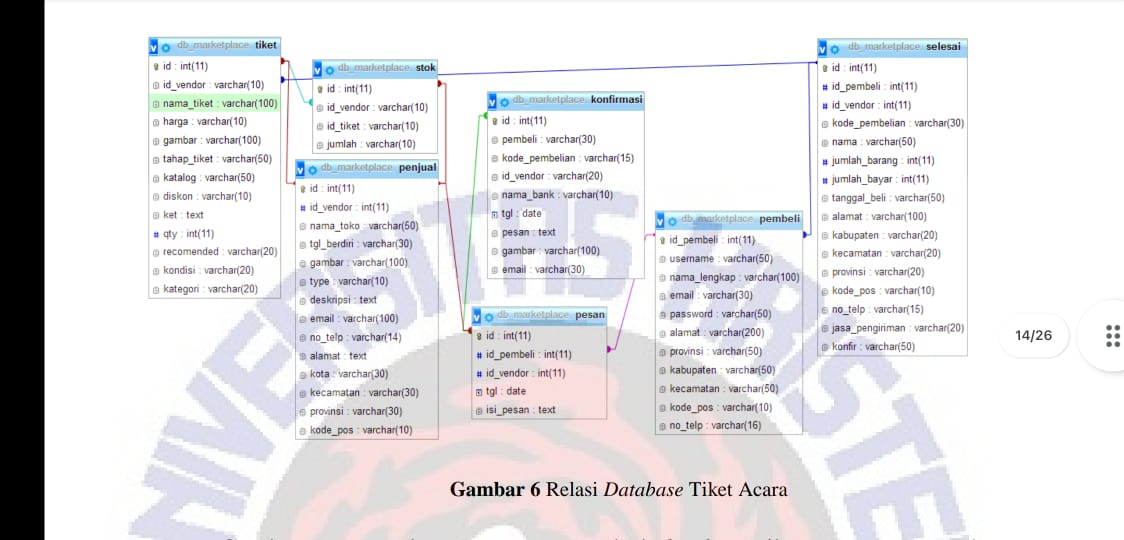 db_marketplace. tiket
id : int(11)
id_vendor : varchar(10)
nama_tiket : varchar(100)
harga : varchar(10)
gambar : varchar(100)
tahap_tiket : varchar(50)
katalog : varchar(50)
diskon : varchar(10)
ket : text
qty : int(11)
recomended : varchar(20)
kondisi : varchar(20)
kategori : varchar(20)
db_marketplace. stok
id : int(11)
id_vendor : varchar(10)
id_tiket : varchar(10)
jumlah : varchar(10)
db_marketplace. penjual
id : int(11)
id_vendor : int(11)
nama_toko : varchar(50)
tgl_berdiri : varchar(30)
gambar : varchar(100)
type : varchar(10)
deskripsi : text
email : varchar(100)
no_telp : varchar(14)
alamat : text
kota : varchar(30)
kecamatan : varchar(30)
provinsi : varchar(30)
kode_pos : varchar(10)
db_marketplace. konfirmasi
id : int(11)
pembeli : varchar(30)
kode_pembelian : varchar(15)
id_vendor : varchar(20)
nama_bank : varchar(10)
tgl : date
pesan : text
gambar : varchar(100)
email : varchar(30)
db_marketplace. pesan
id : int(11)
id_pembeli : int(11)
id_vendor : int(11)
tgl : date
isi_pesan : text
db_marketplace. pembeli
id_pembeli : int(11)
username : varchar(50)
nama_lengkap : varchar(100)
email : varchar(30)
password : varchar(50)
alamat : varchar(200)
provinsi : varchar(50)
kabupaten : varchar(50)
kecamatan : varchar(50)
kode_pos : varchar(10)
no_telp : varchar(16)
db_marketplace. selesai
id : int(11)
id_pembeli : int(11)
id_vendor : int(11)
kode_pembelian : varchar(30)
nama : varchar(50)
jumlah_barang : int(11)
jumlah_bayar : int(11)
tanggal_beli : varchar(50)
alamat : varchar(100)
kabupaten : varchar(20)
kecamatan : varchar(20)
provinsi : varchar(20)
kode_pos : varchar(10)
no_telp : varchar(15)
jasa_pengiriman : varchar(20)
konfir : varchar(50)
14/26
Gambar 6 Relasi Database Tiket Acara